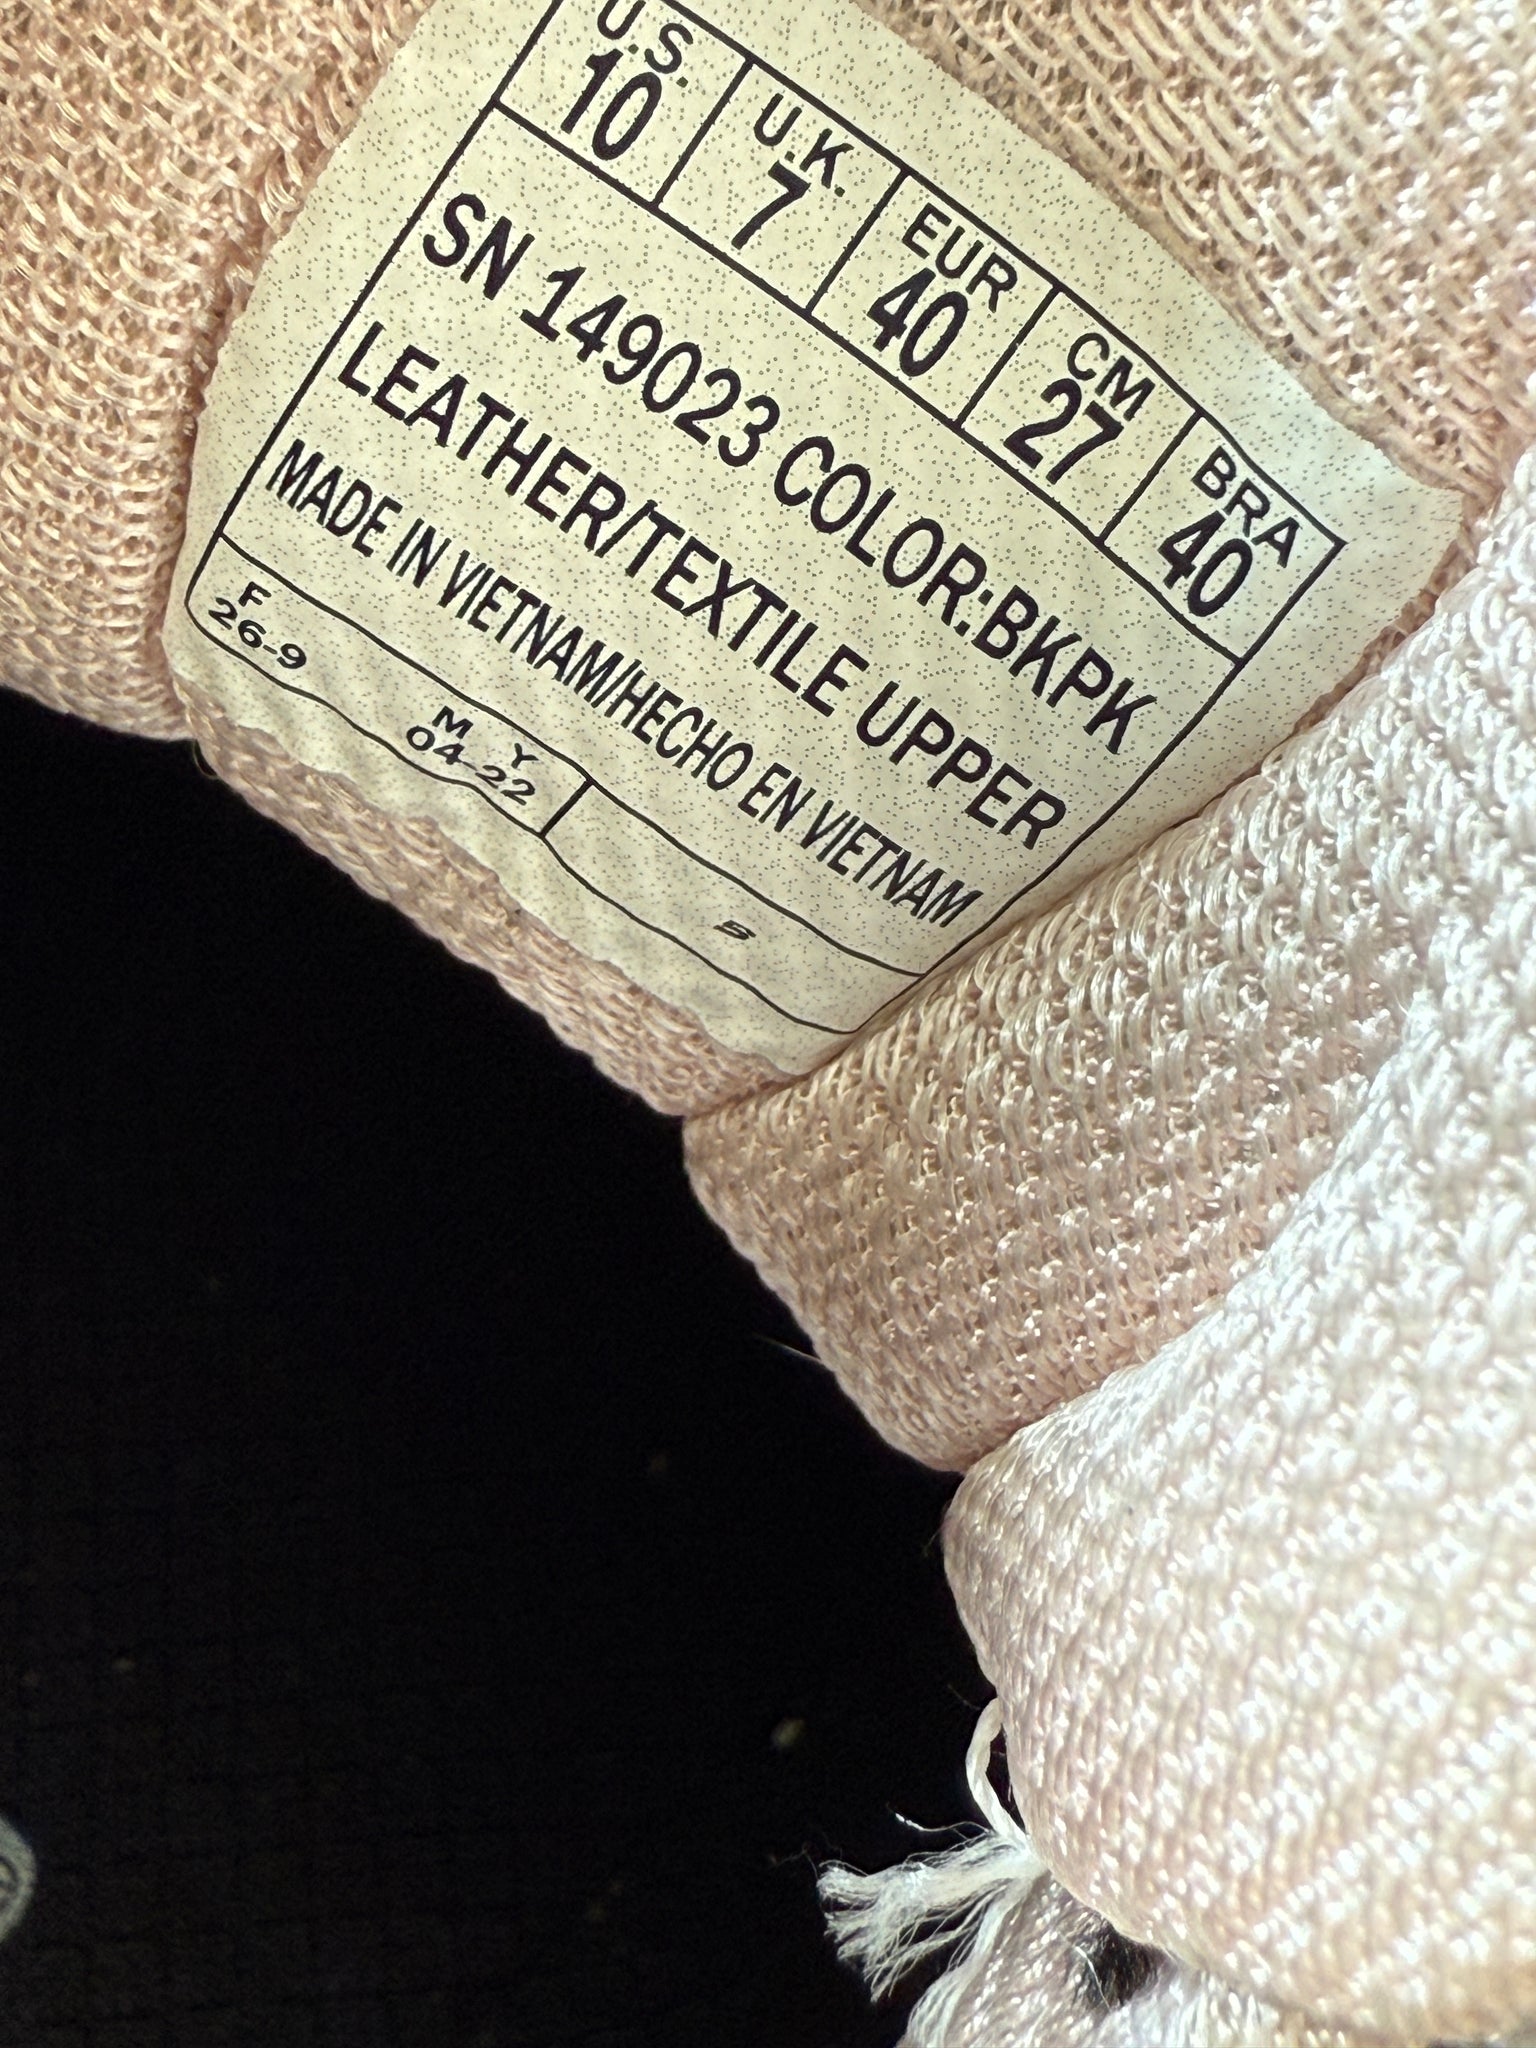 U.S. U.K. EUR CM BRA
10 7 40 27 40
SN 149023 COLOR:BKPK
LEATHER/TEXTILE UPPER
MADE IN VIETNAM/HECHO EN VIETNAM
F M Y
26-9 04-22 5